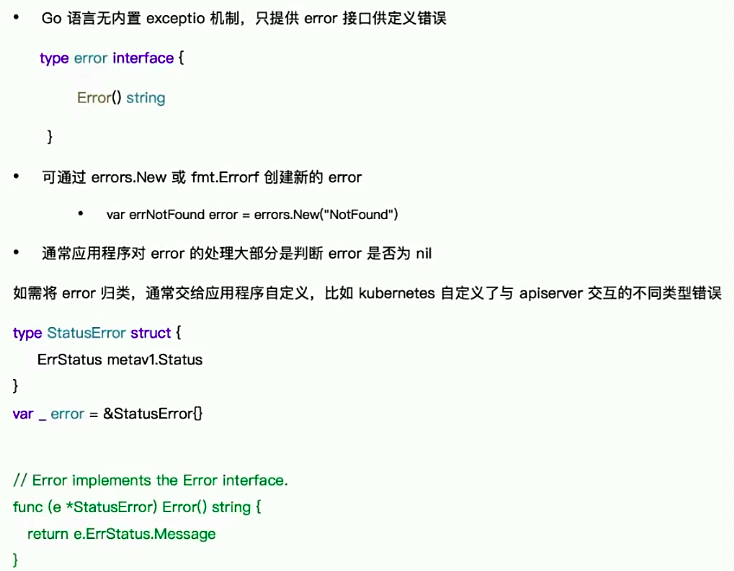 • Go 语言无内置 exceptio 机制，只提供 error 接口供定义错误
type error interface {
Error() string
}
• 可通过 errors.New 或 fmt.Errorf 创建新的 error
• var errNotFound error = errors.New("NotFound")
• 通常应用程序对 error 的处理大部分是判断 error 是否为 nil
如需将 error 归类，通常交给应用程序自定义，比如 kubernetes 自定义了与 apiserver 交互的不同类型错误
type StatusError struct {
ErrStatus metav1.Status
}
var _ error = &StatusError{}
// Error implements the Error interface.
func (e *StatusError) Error() string {
return e.ErrStatus.Message
}